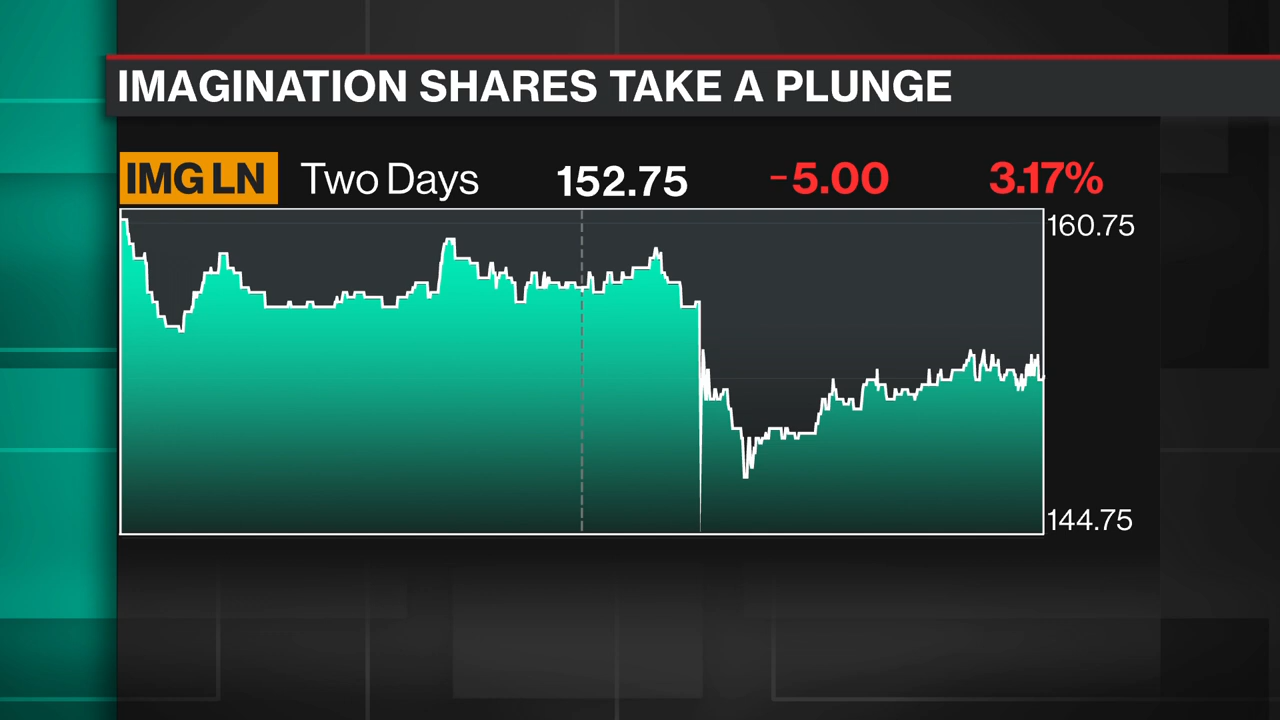 IMAGINATION SHARES TAKE A PLUNGE
IMG LN Two Days 152.75 -5.00 3.17%
160.75
144.75